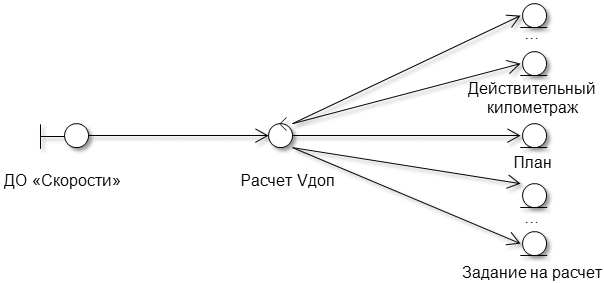 ...
Действительный
километраж
План
ДО «Скорости»
Расчет Vдоп
...
Задание на расчет